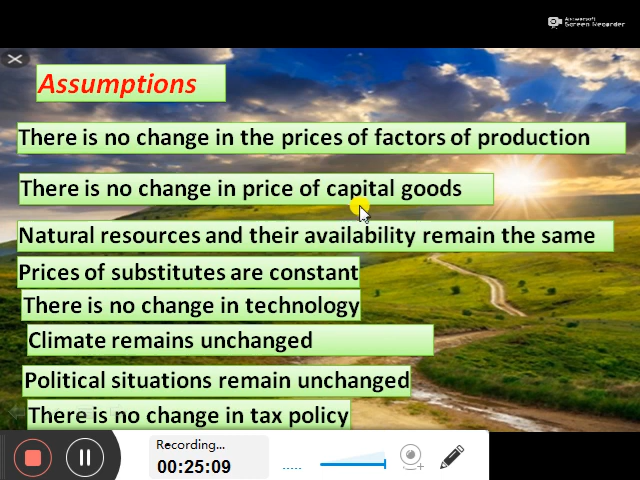 Apowersoft
Screen Recorder
Assumptions
There is no change in the prices of factors of production
There is no change in price of capital goods
Natural resources and their availability remain the same
Prices of substitutes are constant
There is no change in technology
Climate remains unchanged
Political situations remain unchanged
There is no change in tax policy
Recording...
00:25:09